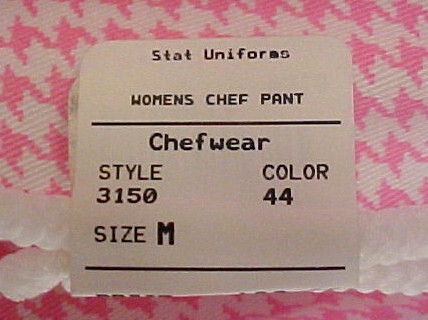 Stat Uniforms
WOMENS CHEF PANT
Chefwear
STYLE COLOR
3150 44
SIZE M